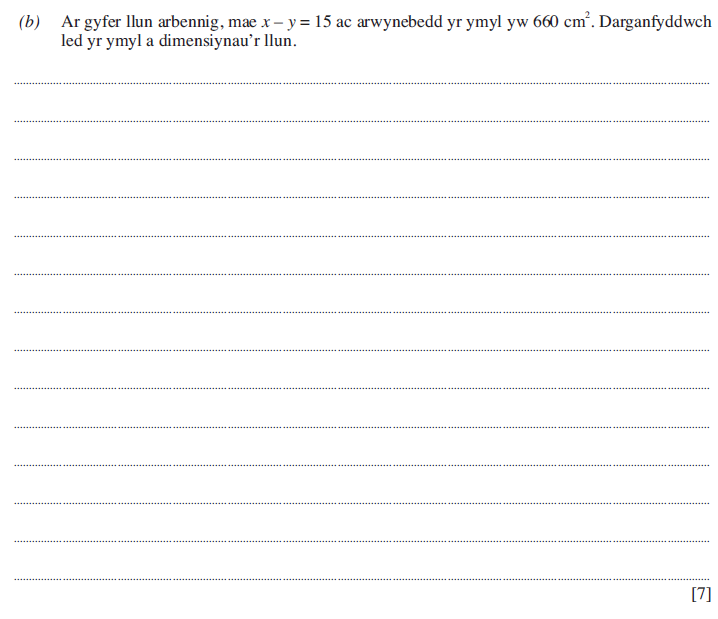 (b) Ar gyfer llun arbennig, mae x – y = 15 ac arwynebedd yr ymyl yw 660 cm². Darganfyddwch
led yr ymyl a dimensiynau’r llun.
[7]